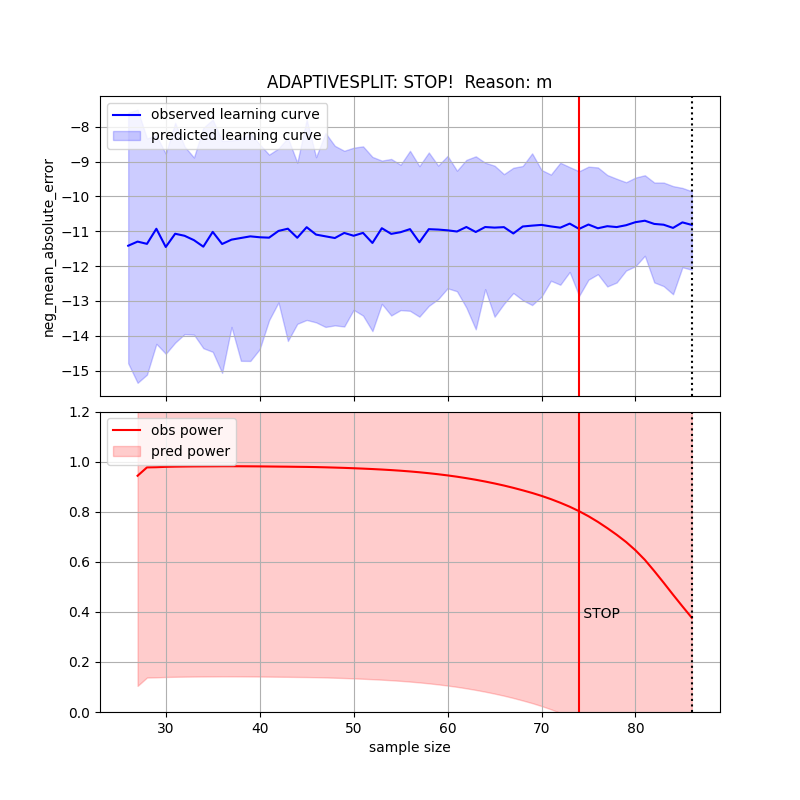 ADAPTIVESPLIT: STOP!  Reason: m
observed learning curve
predicted learning curve
neg_mean_absolute_error
−8
−9
−10
−11
−12
−13
−14
−15
obs power
pred power
1.2
1.0
0.8
0.6
0.4
0.2
0.0
STOP
30 40 50 60 70 80
sample size